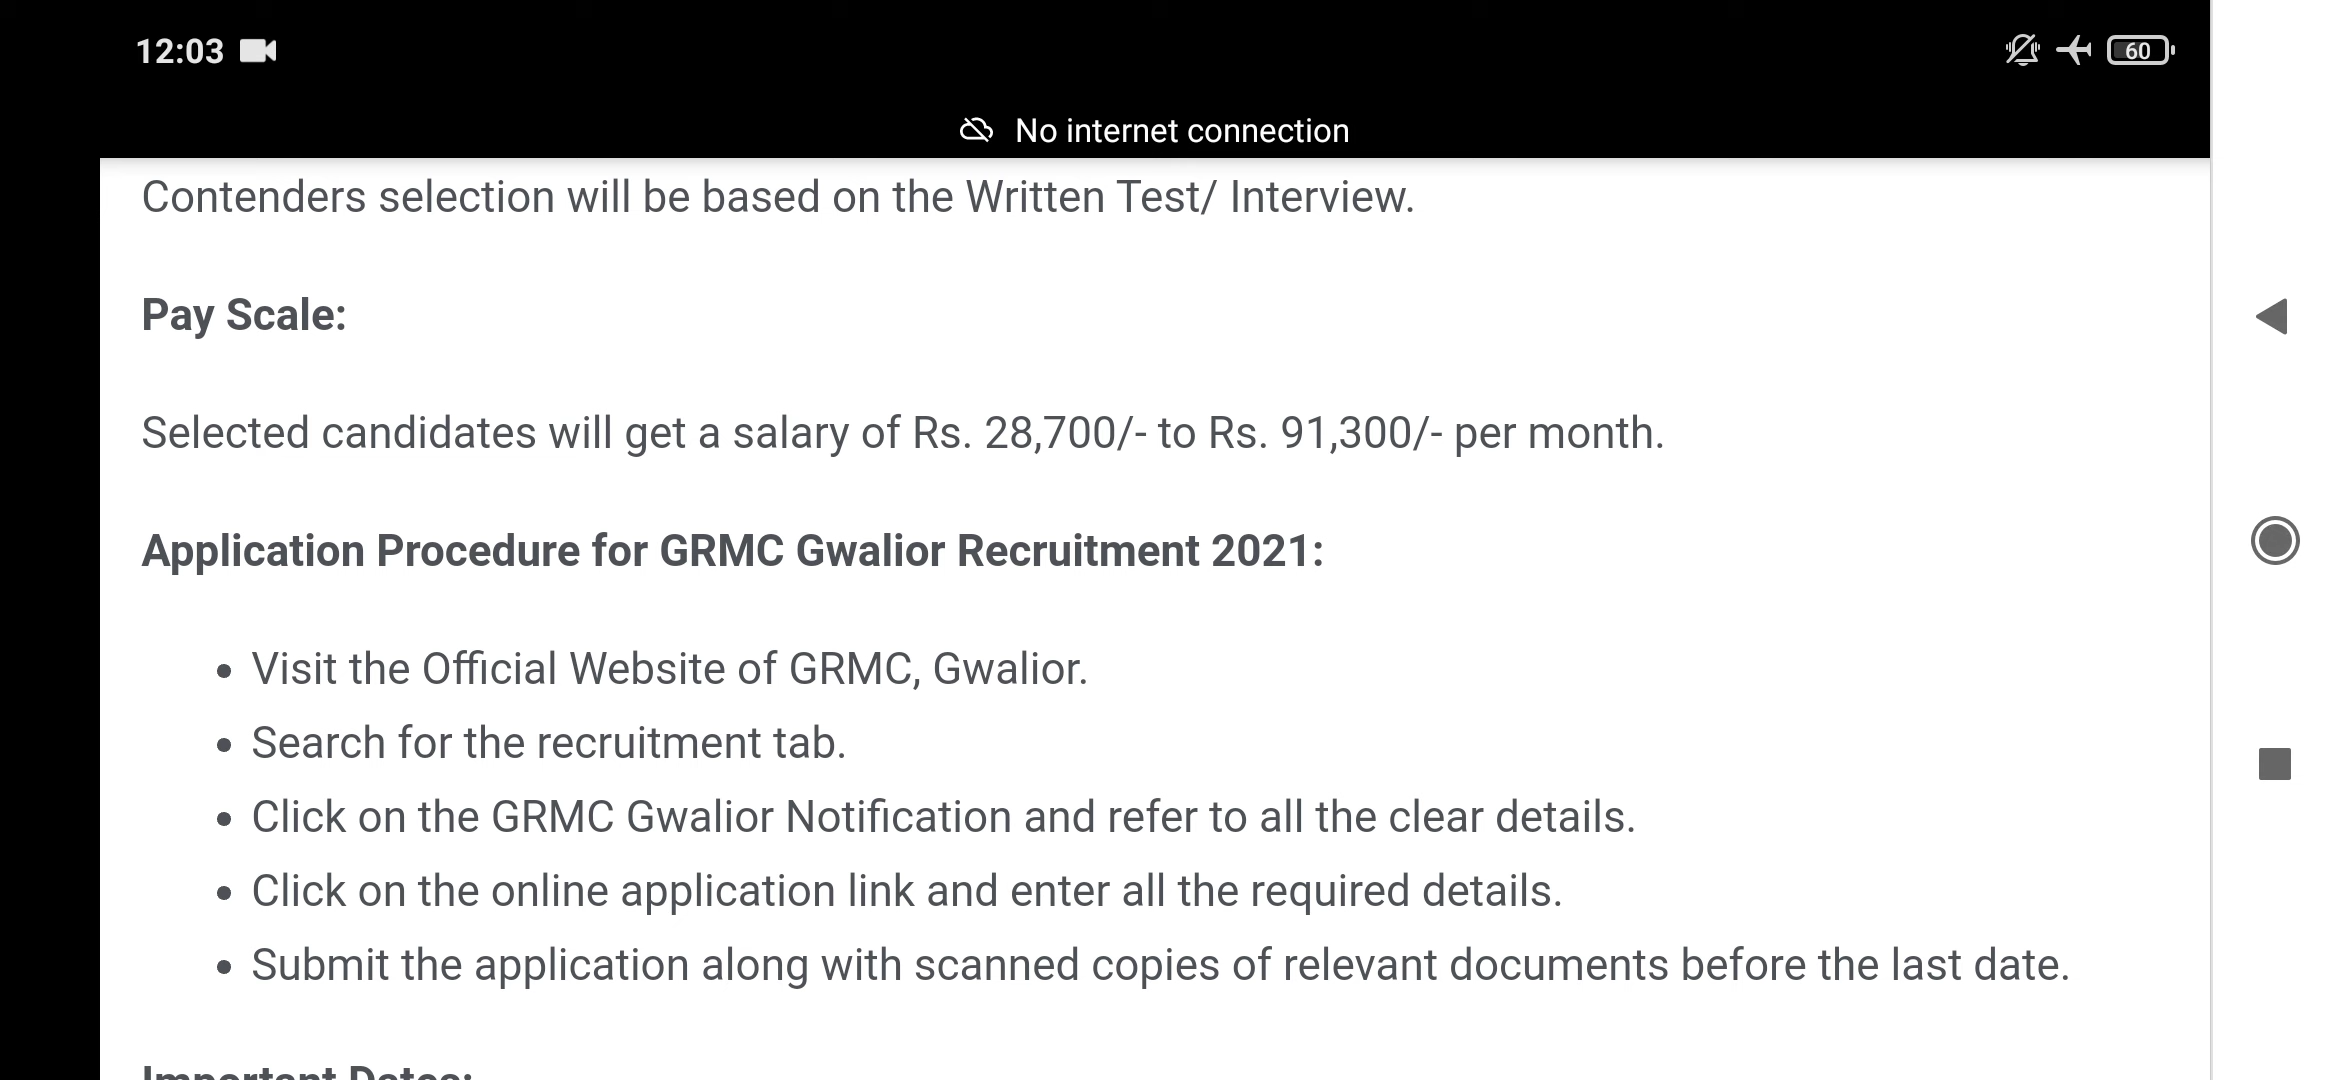 12:03
60
No internet connection
Contenders selection will be based on the Written Test/ Interview.
Pay Scale:
Selected candidates will get a salary of Rs. 28,700/- to Rs. 91,300/- per month.
Application Procedure for GRMC Gwalior Recruitment 2021:
• Visit the Official Website of GRMC, Gwalior.
• Search for the recruitment tab.
• Click on the GRMC Gwalior Notification and refer to all the clear details.
• Click on the online application link and enter all the required details.
• Submit the application along with scanned copies of relevant documents before the last date.
Important Dates: